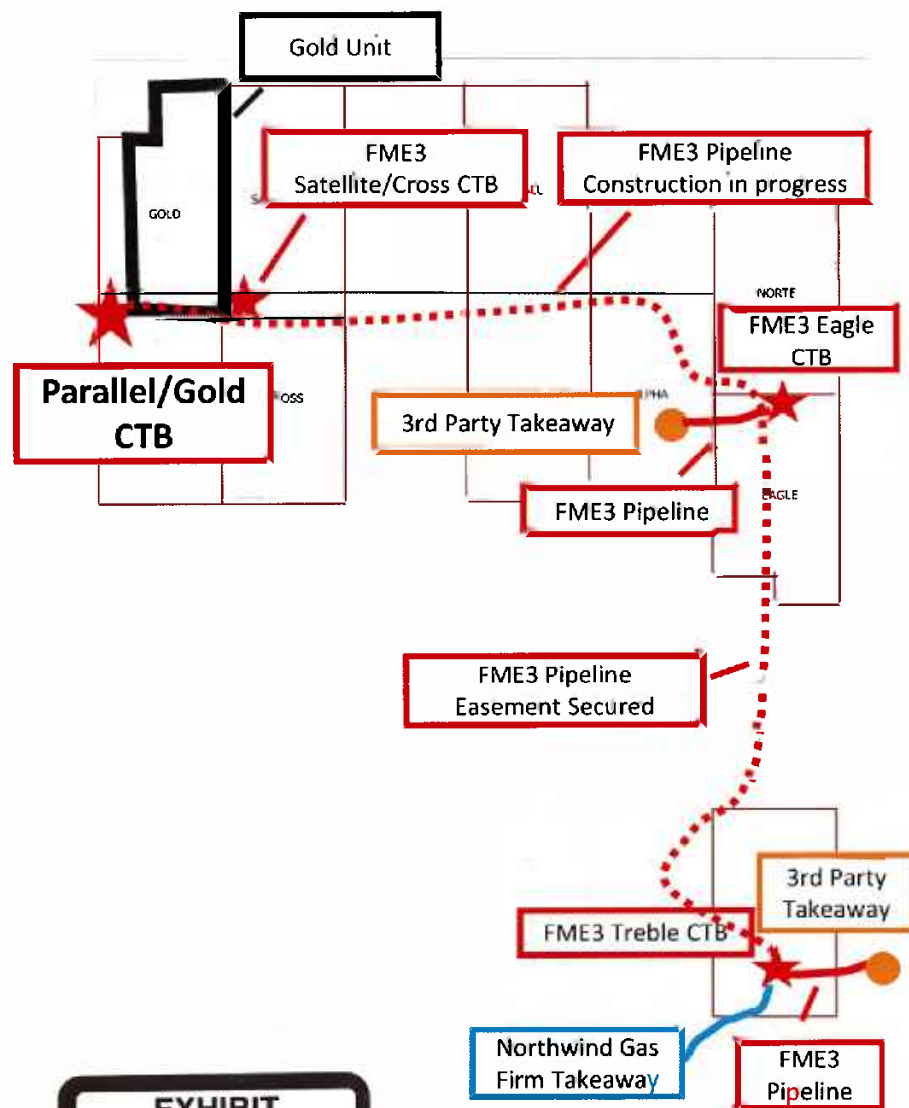 Gold Unit
FME3
Satellite/Cross CTB
FME3 Pipeline
Construction in progress
GOLD
NORTE
FME3 Eagle
CTB
Parallel/Gold
CTB
OSS
3rd Party Takeaway
PHA
FME3 Pipeline
EAGLE
FME3 Pipeline
Easement Secured
3rd Party
Takeaway
FME3 Treble CTB
Northwind Gas
Firm Takeaway
FME3
Pipeline
EXHIBIT